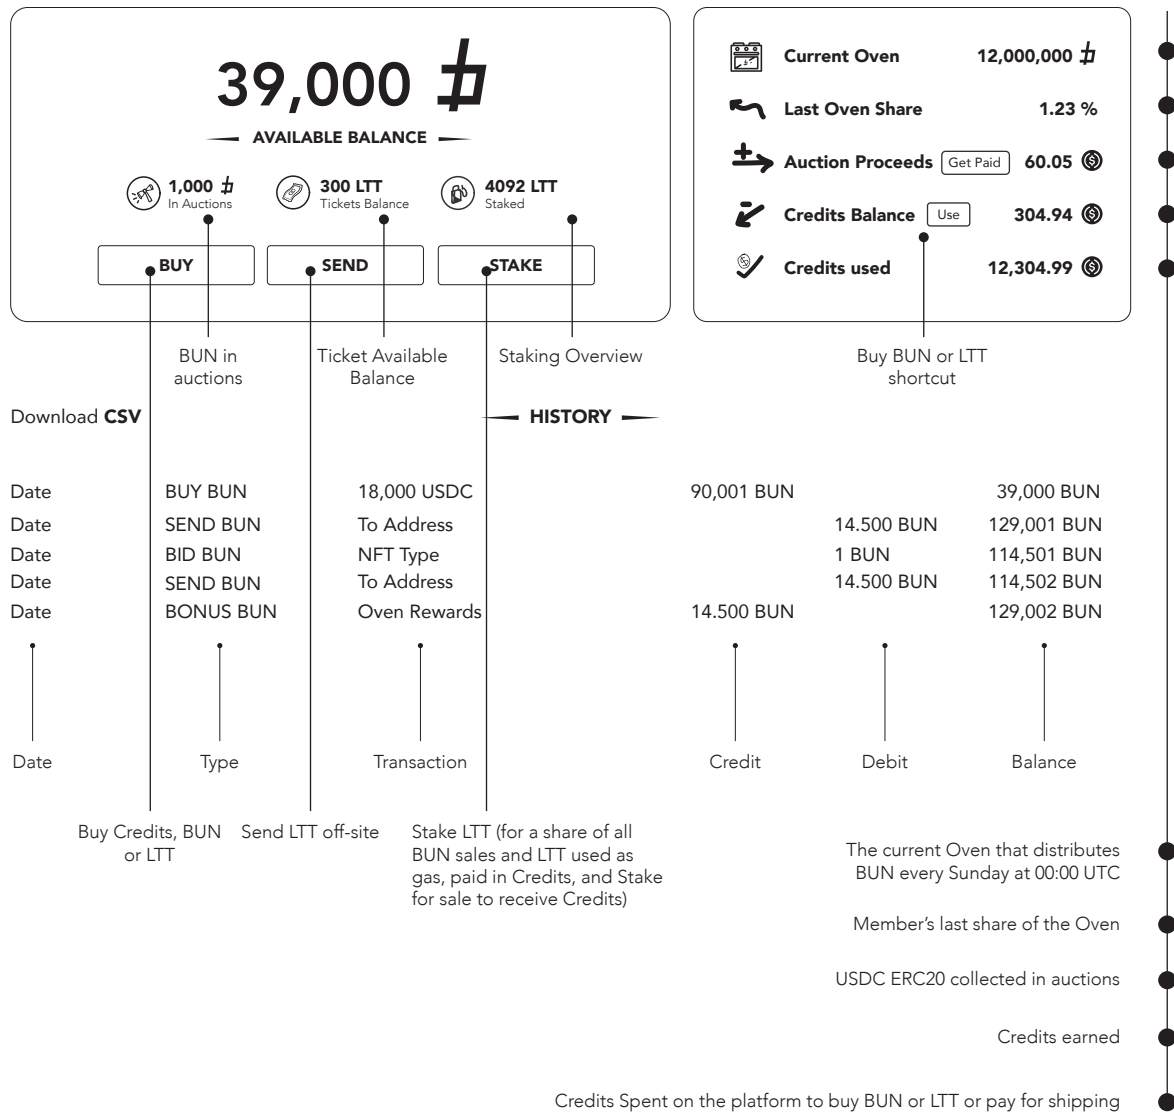 39,000
AVAILABLE BALANCE
1,000
In Auctions
300 LTT
Tickets Balance
4092 LTT
Staked
BUY
SEND
STAKE
Current Oven 12,000,000
Last Oven Share 1.23 %
Auction Proceeds Get Paid 60.05
Credits Balance Use 304.94
Credits used 12,304.99
BUN in
auctions
Ticket Available
Balance
Staking Overview
Buy BUN or LTT
shortcut
Download CSV
HISTORY
Date BUY BUN 18,000 USDC 90,001 BUN 39,000 BUN
Date SEND BUN To Address 14.500 BUN 129,001 BUN
Date BID BUN NFT Type 1 BUN 114,501 BUN
Date SEND BUN To Address 14.500 BUN 114,502 BUN
Date BONUS BUN Oven Rewards 14.500 BUN 129,002 BUN
Date Type Transaction Credit Debit Balance
Buy Credits, BUN
or LTT
Send LTT off-site
Stake LTT (for a share of all
BUN sales and LTT used as
gas, paid in Credits, and Stake
for sale to receive Credits)
The current Oven that distributes
BUN every Sunday at 00:00 UTC
Member's last share of the Oven
USDC ERC20 collected in auctions
Credits earned
Credits Spent on the platform to buy BUN or LTT or pay for shipping